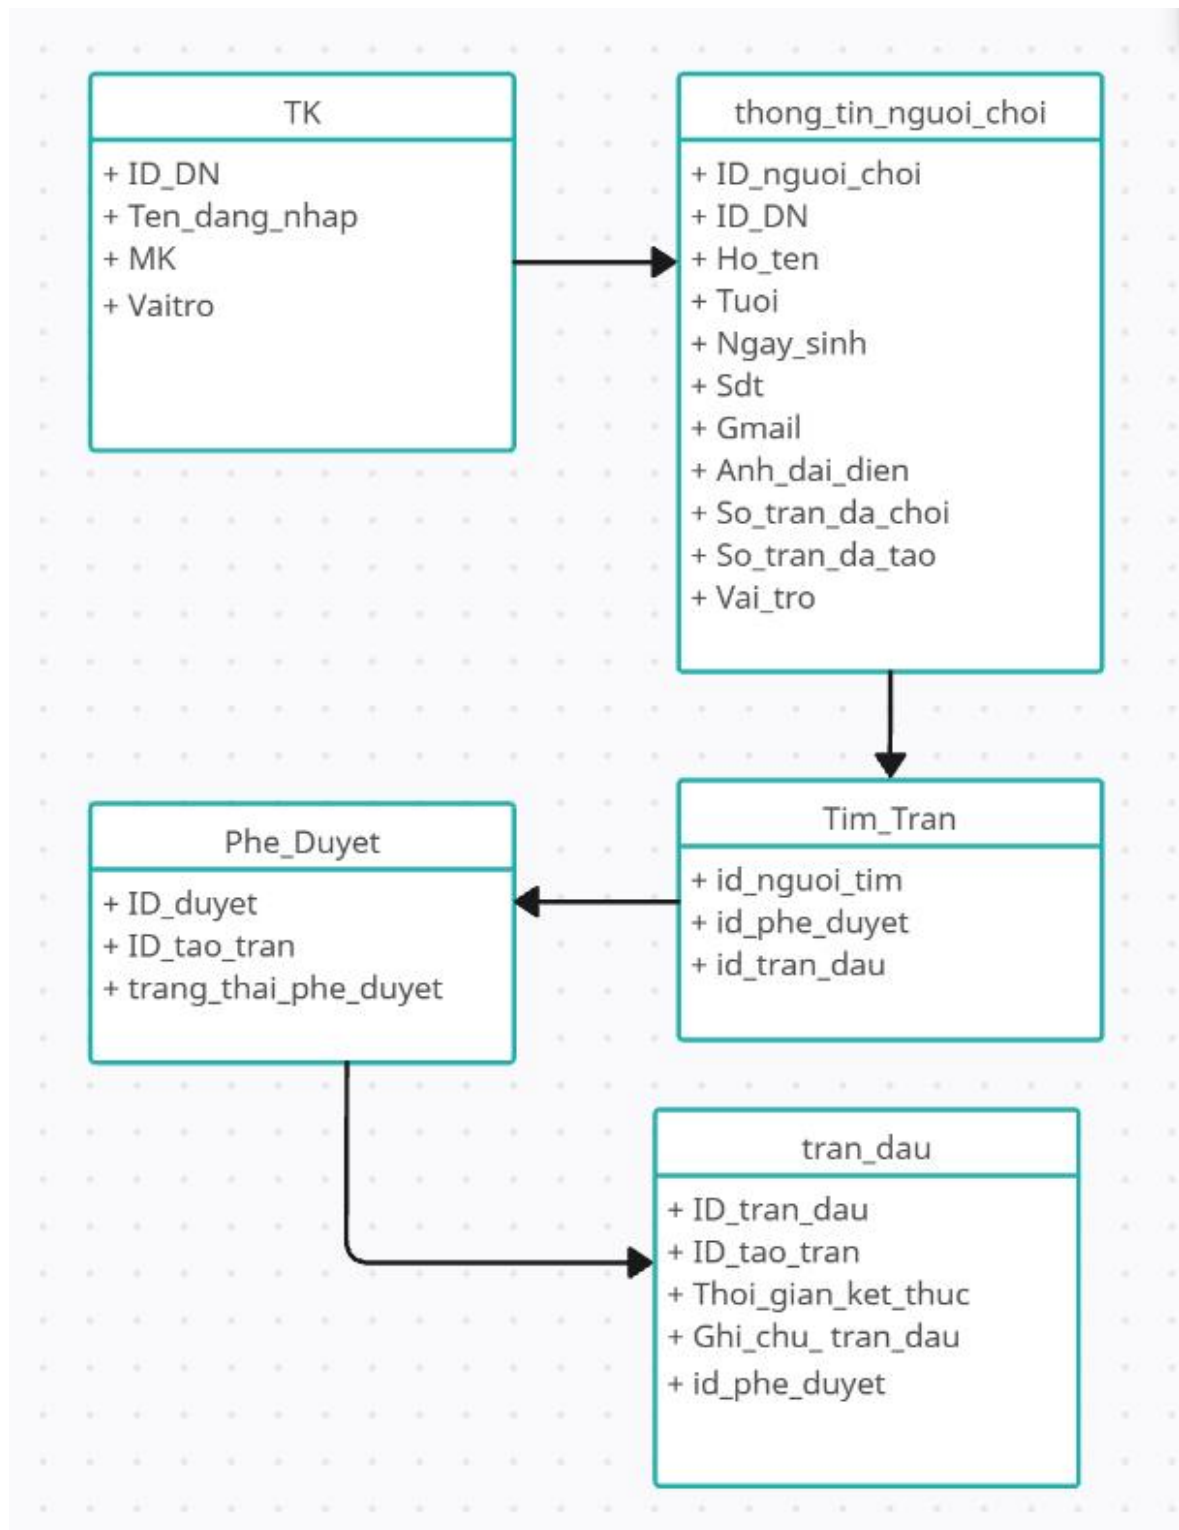 TK
+ ID_DN
+ Ten_dang_nhap
+ MK
+ Vaitro
thong_tin_nguoi_choi
+ ID_nguoi_choi
+ ID_DN
+ Ho_ten
+ Tuoi
+ Ngay_sinh
+ Sdt
+ Gmail
+ Anh_dai_dien
+ So_tran_da_choi
+ So_tran_da_tao
+ Vai_tro
Tim_Tran
+ id_nguoi_tim
+ id_phe_duyet
+ id_tran_dau
Phe_Duyet
+ ID_duyet
+ ID_tao_tran
+ trang_thai_phe_duyet
tran_dau
+ ID_tran_dau
+ ID_tao_tran
+ Thoi_gian_ket_thuc
+ Ghi_chu_ tran_dau
+ id_phe_duyet